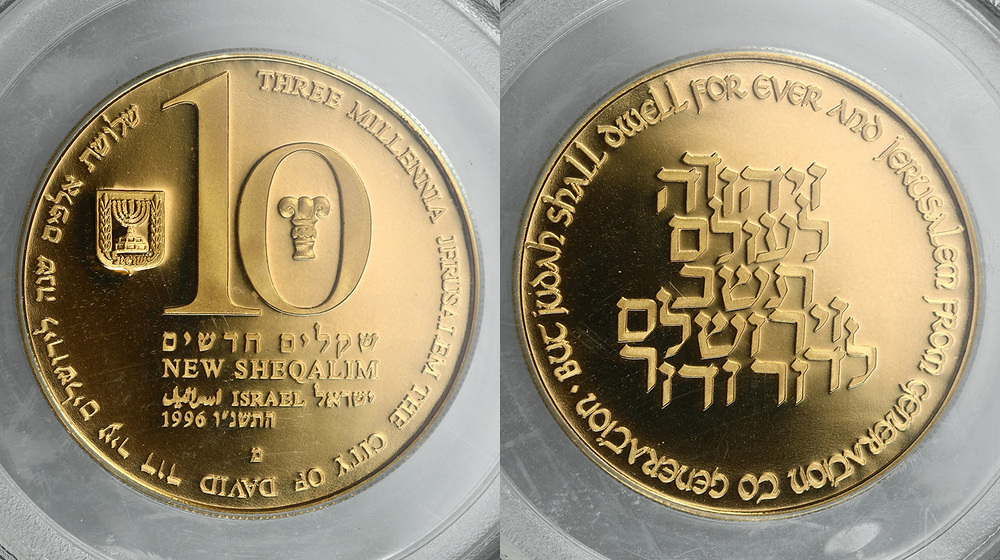 10
THREE MILLENNIA JERUSALEM THE CITY OF DAVID
שלושת אלפים שנה לירושלים עיר דוד
ישראל
שקלים חדשים
NEW SHEQALIM
اسرائيل ISRAEL ישראל
1996 התשנ"ו
מ
BUT JUDAH SHALL DWELL FOR EVER AND JERUSALEM FROM GENERATION TO GENERATION •
ויהודה
לעולם
תשב
וירושלם
לדור ודור